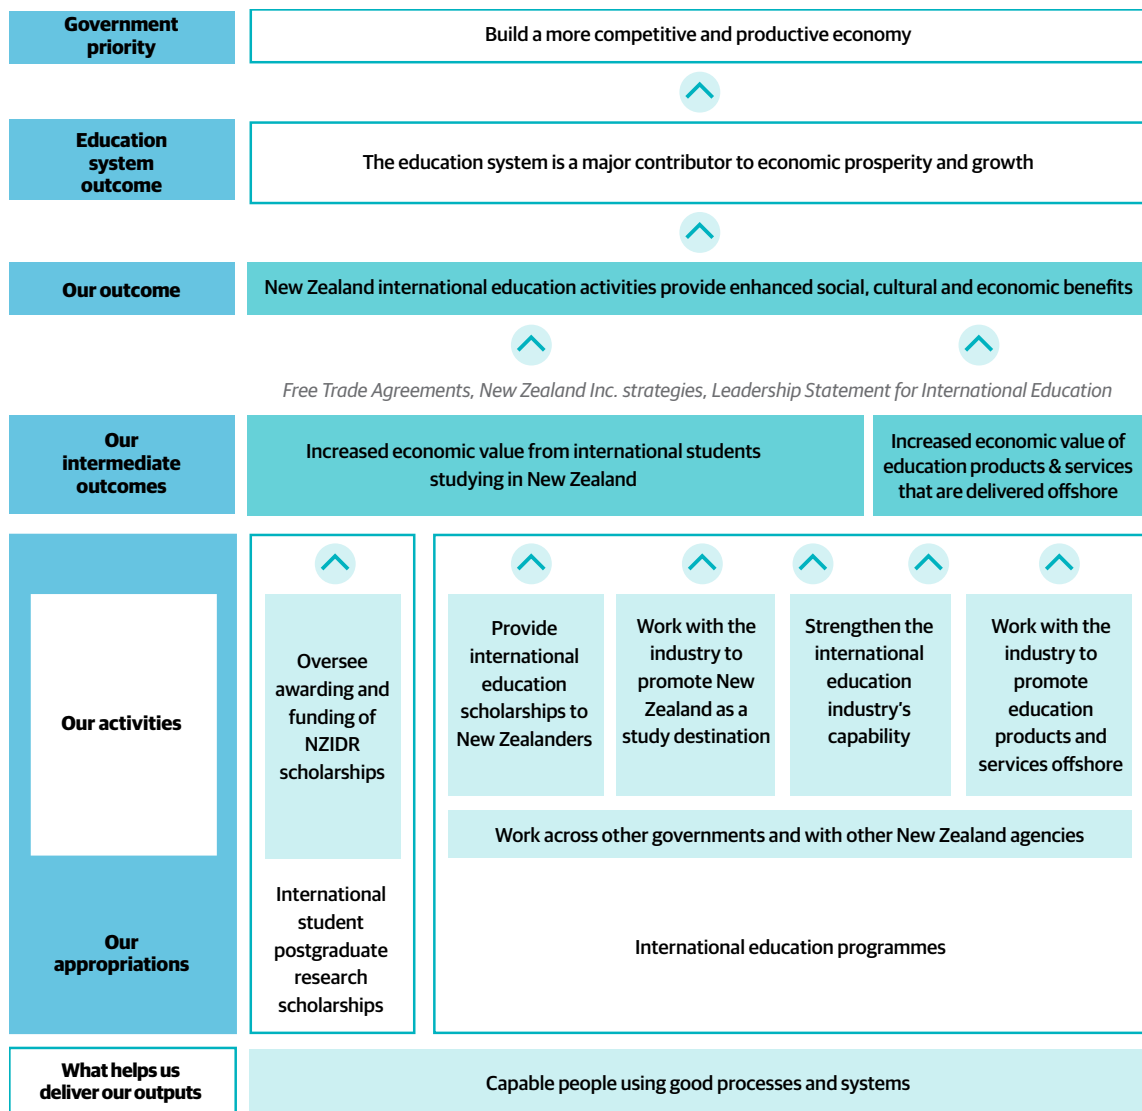 Government
priority
Build a more competitive and productive economy
Education
system
outcome
The education system is a major contributor to economic prosperity and growth
Our outcome
New Zealand international education activities provide enhanced social, cultural and economic benefits
Free Trade Agreements, New Zealand Inc. strategies, Leadership Statement for International Education
Our
intermediate
outcomes
Increased economic value from international students
studying in New Zealand
Increased economic value of
education products & services
that are delivered offshore
Our activities
Oversee
awarding and
funding of
NZIDR
scholarships
Provide
international
education
scholarships to
New Zealanders
Work with the
industry to
promote New
Zealand as a
study destination
Strengthen the
international
education
industry's
capability
Work with the
industry to
promote
education
products and
services offshore
Work across other governments and with other New Zealand agencies
Our
appropriations
International
student
postgraduate
research
scholarships
International education programmes
What helps us
deliver our outputs
Capable people using good processes and systems